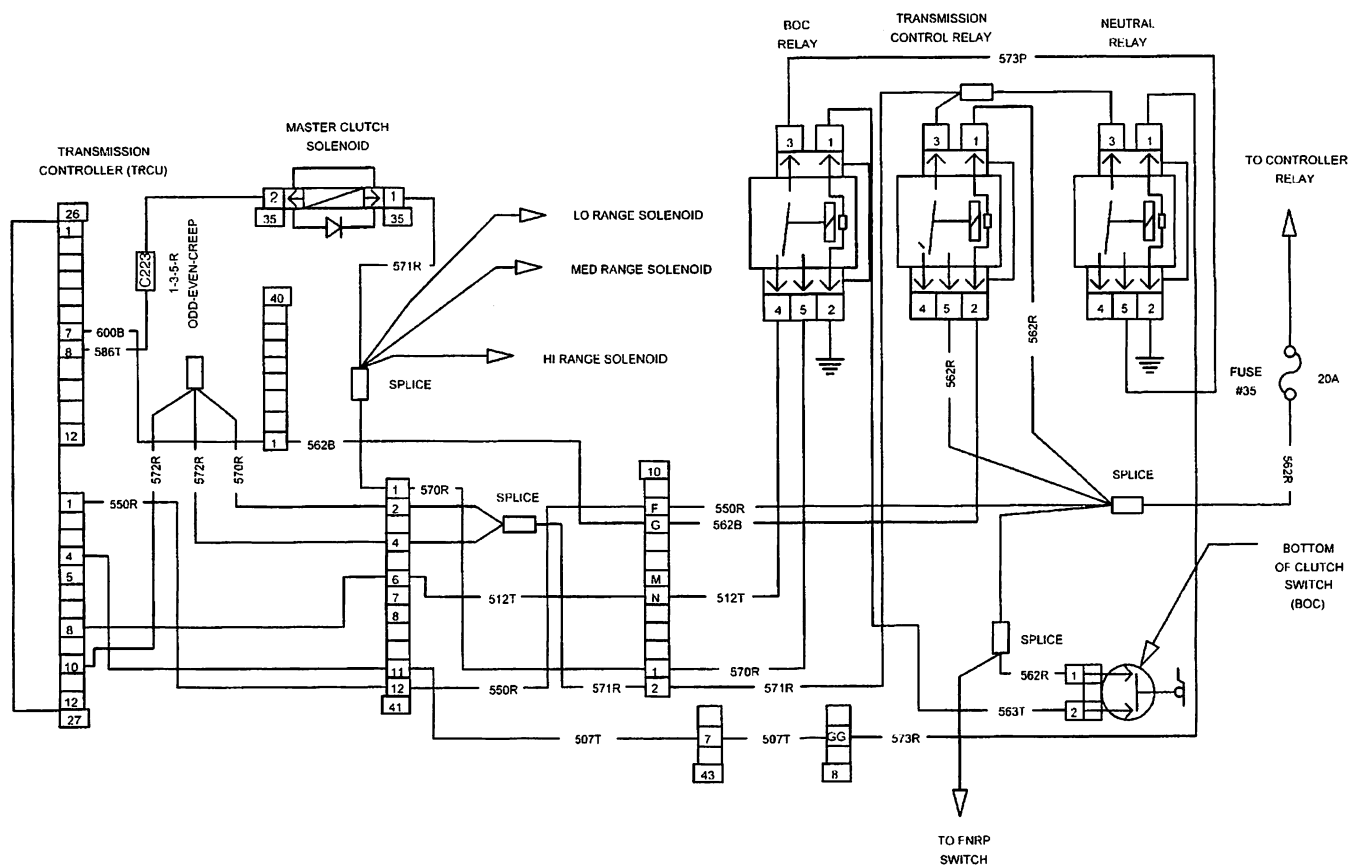 BOC
RELAY
TRANSMISSION
CONTROL RELAY
NEUTRAL
RELAY
573P
MASTER CLUTCH
SOLENOID
TRANSMISSION
CONTROLLER (TRCU)
3
1
3
1
3
1
TO CONTROLLER
RELAY
2
1
35
35
26
1
LO RANGE SOLENOID
C223
1-3-5-R
ODD-EVEN-CREEP
571R
MED RANGE SOLENOID
40
4
5
2
4
5
2
4
5
2
7
600B
8
586T
562R
HI RANGE SOLENOID
562R
FUSE
#35
20A
SPLICE
12
1
562B
572R
572R
570R
10
SPLICE
562R
1
550R
1
570R
2
SPLICE
F
550R
G
562B
4
4
BOTTOM
OF CLUTCH
SWITCH
(BOC)
5
6
M
7
512T
N
512T
8
8
SPLICE
10
11
1
570R
562R
1
12
12
550R
571R
2
571R
27
41
563T
2
507T
7
507T
GG
573R
43
8
TO FNRP
SWITCH